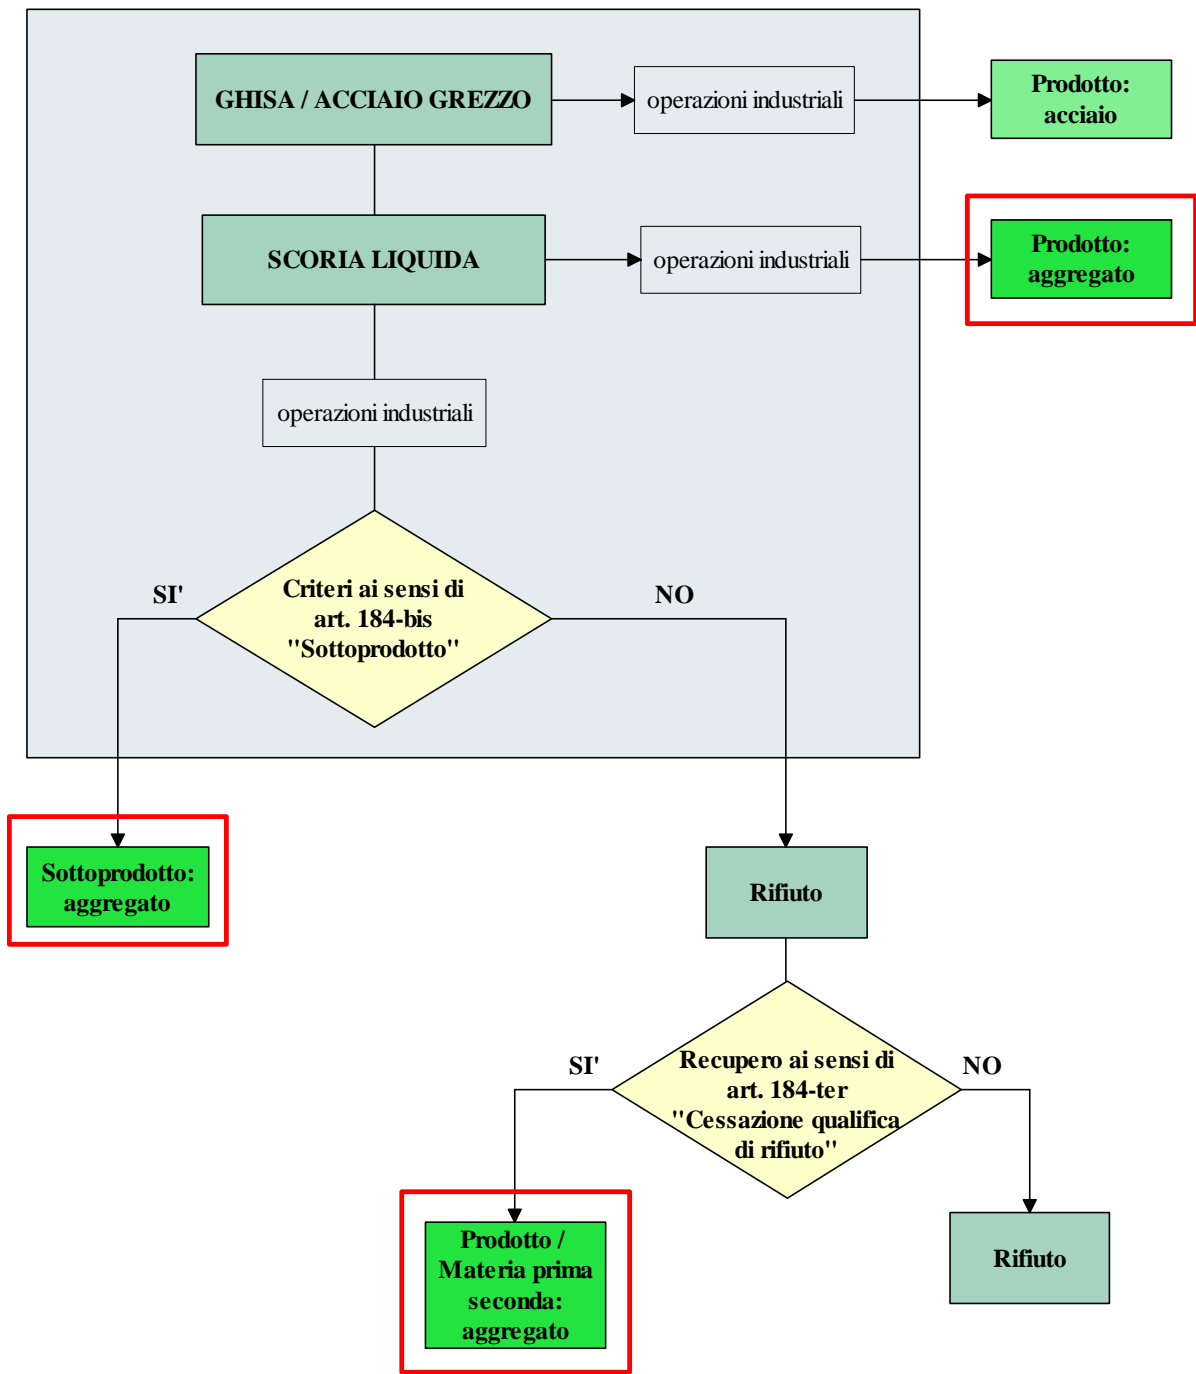 GHISA / ACCIAIO GREZZO
operazioni industriali
Prodotto:
acciaio
SCORIA LIQUIDA
operazioni industriali
Prodotto:
aggregato
operazioni industriali
SI'
Criteri ai sensi di
art. 184-bis
"Sottoprodotto"
NO
Sottoprodotto:
aggregato
Rifiuto
SI'
Recupero ai sensi di
art. 184-ter
"Cessazione qualifica
di rifiuto"
NO
Prodotto /
Materia prima
seconda:
aggregato
Rifiuto